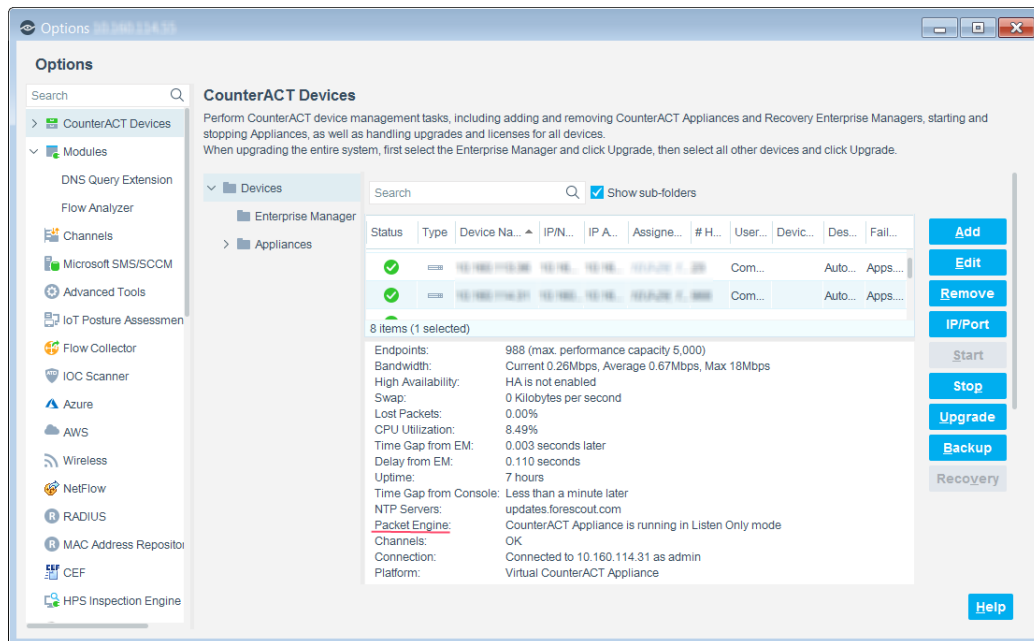 Options
Options
Search
CounterACT Devices
Modules
DNS Query Extension
Flow Analyzer
Channels
Microsoft SMS/SCCM
Advanced Tools
IoT Posture Assessmen
Flow Collector
IOC Scanner
Azure
AWS
Wireless
NetFlow
RADIUS
MAC Address Reposito
CEF
HPS Inspection Engine
CounterACT Devices
Perform CounterACT device management tasks, including adding and removing CounterACT Appliances and Recovery Enterprise Managers, starting and
stopping Appliances, as well as handling upgrades and licenses for all devices.
When upgrading the entire system, first select the Enterprise Manager and click Upgrade, then select all other devices and click Upgrade.
Devices
Enterprise Manager
Appliances
Search Show sub-folders
Status Type Device Na... IP/N... IP A... Assigne... # H... User... Devic... Des... Fail...
Com... Auto... Apps....
Com... Auto... Apps....
8 items (1 selected)
Endpoints: 988 (max. performance capacity 5,000)
Bandwidth: Current 0.26Mbps, Average 0.67Mbps, Max 18Mbps
High Availability: HA is not enabled
Swap: 0 Kilobytes per second
Lost Packets: 0.00%
CPU Utilization: 8.49%
Time Gap from EM: 0.003 seconds later
Delay from EM: 0.110 seconds
Uptime: 7 hours
Time Gap from Console: Less than a minute later
NTP Servers: updates.forescout.com
Packet Engine: CounterACT Appliance is running in Listen Only mode
Channels: OK
Connection: Connected to 10.160.114.31 as admin
Platform: Virtual CounterACT Appliance
Add
Edit
Remove
IP/Port
Start
Stop
Upgrade
Backup
Recovery
Help